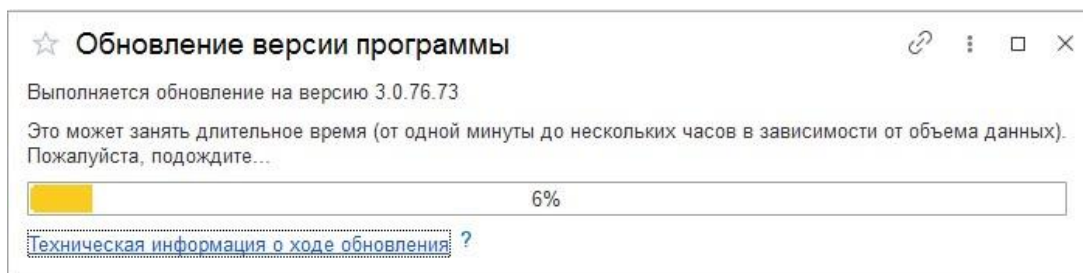 Обновление версии программы
Выполняется обновление на версию 3.0.76.73
Это может занять длительное время (от одной минуты до нескольких часов в зависимости от объема данных).
Пожалуйста, подождите...
6%
Техническая информация о ходе обновления ?